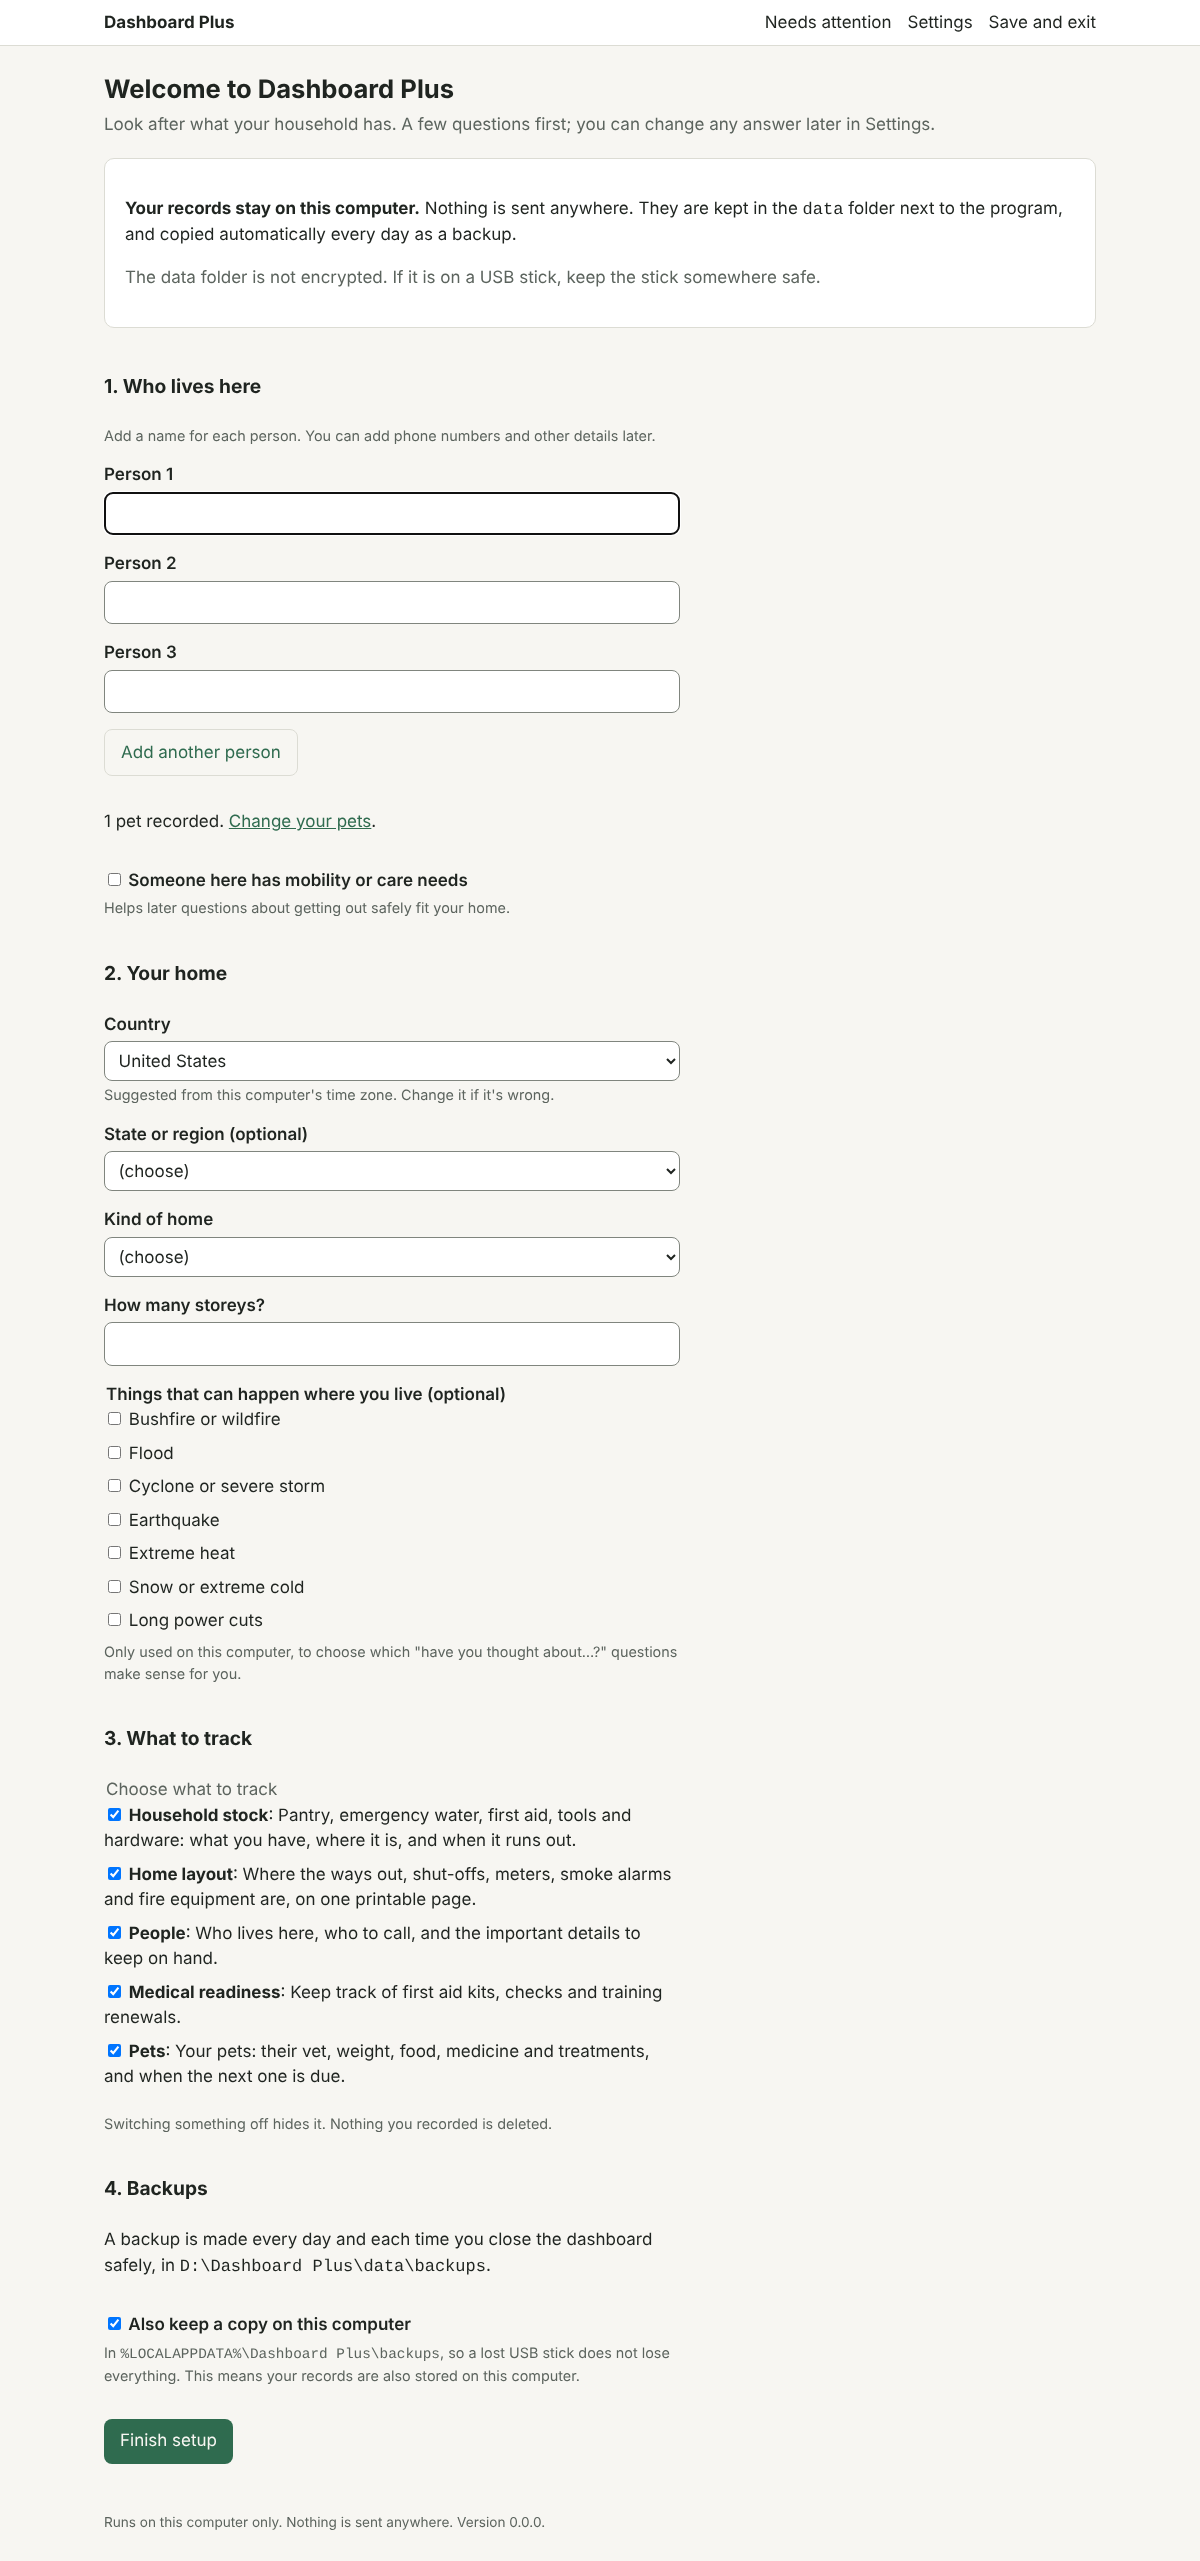 Dashboard Plus
Needs attention Settings Save and exit
Welcome to Dashboard Plus
Look after what your household has. A few questions first; you can change any answer later in Settings.
Your records stay on this computer. Nothing is sent anywhere. They are kept in the data folder next to the program,
and copied automatically every day as a backup.
The data folder is not encrypted. If it is on a USB stick, keep the stick somewhere safe.
1. Who lives here
Add a name for each person. You can add phone numbers and other details later.
Person 1
Person 2
Person 3
Add another person
1 pet recorded. Change your pets.
Someone here has mobility or care needs
Helps later questions about getting out safely fit your home.
2. Your home
Country
United States
Suggested from this computer's time zone. Change it if it's wrong.
State or region (optional)
(choose)
Kind of home
(choose)
How many storeys?
Things that can happen where you live (optional)
Bushfire or wildfire
Flood
Cyclone or severe storm
Earthquake
Extreme heat
Snow or extreme cold
Long power cuts
Only used on this computer, to choose which "have you thought about...?" questions
make sense for you.
3. What to track
Choose what to track
Household stock: Pantry, emergency water, first aid, tools and
hardware: what you have, where it is, and when it runs out.
Home layout: Where the ways out, shut-offs, meters, smoke alarms
and fire equipment are, on one printable page.
People: Who lives here, who to call, and the important details to
keep on hand.
Medical readiness: Keep track of first aid kits, checks and training
renewals.
Pets: Your pets: their vet, weight, food, medicine and treatments,
and when the next one is due.
Switching something off hides it. Nothing you recorded is deleted.
4. Backups
A backup is made every day and each time you close the dashboard
safely, in D:\Dashboard Plus\data\backups.
Also keep a copy on this computer
In %LOCALAPPDATA%\Dashboard Plus\backups, so a lost USB stick does not lose
everything. This means your records are also stored on this computer.
Finish setup
Runs on this computer only. Nothing is sent anywhere. Version 0.0.0.